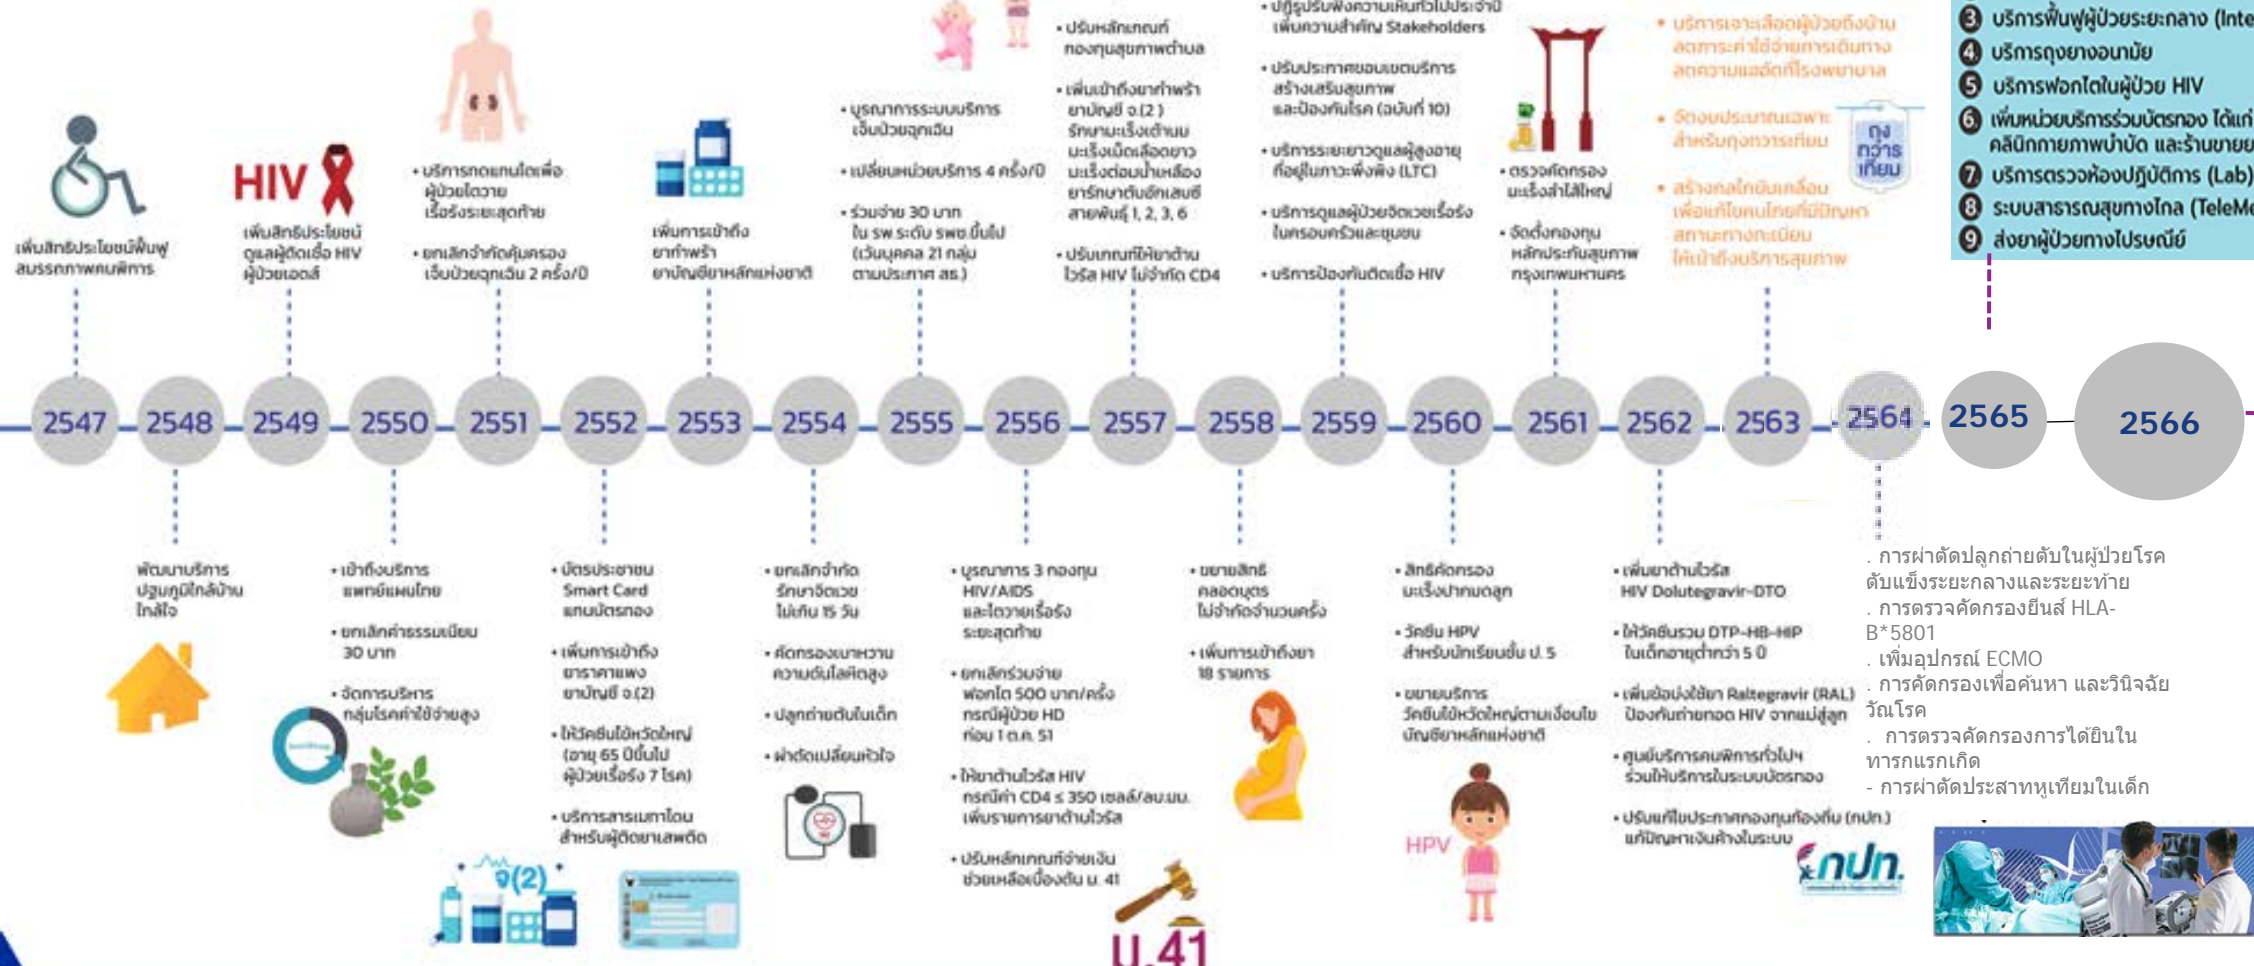 เพิ่มสิทธิประโยชน์ฟื้นฟู
สมรรถภาพคนพิการ
HIV
เพิ่มสิทธิประโยชน์
ดูแลผู้ติดเชื้อ HIV
ผู้ป่วยเอดส์
• บริการทดแทนไตเพื่อ
ผู้ป่วยไตวาย
เรื้อรังระยะสุดท้าย
• ยกเลิกจำกัดคุ้มครอง
เจ็บป่วยฉุกเฉิน 2 ครั้ง/ปี
เพิ่มการเข้าถึง
ยากำพร้า
ยาบัญชียาหลักแห่งชาติ
• บูรณาการระบบบริการ
เจ็บป่วยฉุกเฉิน
• เปลี่ยนหน่วยบริการ 4 ครั้ง/ปี
• ร่วมจ่าย 30 บาท
ใน รพ.ระดับ รพช.ขึ้นไป
(เว้นบุคคล 21 กลุ่ม
ตามประกาศ สธ.)
• ปรับหลักเกณฑ์
กองทุนสุขภาพตำบล
• เพิ่มเข้าถึงยากำพร้า
ยาบัญชี จ.(2 )
รักษามะเร็งเต้านม
มะเร็งเม็ดเลือดขาว
มะเร็งต่อมน้ำเหลือง
ยารักษาตับอักเสบซี
สายพันธุ์ 1, 2, 3, 6
• ปรับเกณฑ์ให้ยาต้าน
ไวรัส HIV ไม่จำกัด CD4
• ปฏิรูปรับฟังความเห็นทั่วไปประจำปี
เพิ่มความสำคัญ Stakeholders
• ปรับประกาศขอบเขตบริการ
สร้างเสริมสุขภาพ
และป้องกันโรค (ฉบับที่ 10)
• บริการระยะยาวดูแลผู้สูงอายุ
ที่อยู่ในภาวะพึ่งพิง (LTC)
• บริการดูแลผู้ป่วยจิตเวชเรื้อรัง
ในครอบครัวและชุมชน
• บริการป้องกันติดเชื้อ HIV
• ตรวจคัดกรอง
มะเร็งลำไส้ใหญ่
• จัดตั้งกองทุน
หลักประกันสุขภาพ
กรุงเทพมหานคร
• บริการเจาะเลือดผู้ป่วยถึงบ้าน
ลดภาระค่าใช้จ่ายการเดินทาง
ลดความแออัดที่โรงพยาบาล
• จัดงบประมาณเฉพาะ
สำหรับถุงทวารเทียม
• สร้างกลไกขับเคลื่อน
เพื่อแก้ไขคนไทยที่มีปัญหา
สถานะทางทะเบียน
ให้เข้าถึงบริการสุขภาพ
ถุง
ทวาร
เทียม
3 บริการฟื้นฟูผู้ป่วยระยะกลาง (Inte
4 บริการถุงยางอนามัย
5 บริการฟอกไตในผู้ป่วย HIV
6 เพิ่มหน่วยบริการร่วมบัตรทอง ได้แก่
คลินิกกายภาพบำบัด และร้านขายย
7 บริการตรวจห้องปฏิบัติการ (Lab)
8 ระบบสาธารณสุขทางไกล (TeleMe
9 ส่งยาผู้ป่วยทางไปรษณีย์
2547 2548 2549 2550 2551 2552 2553 2554 2555 2556 2557 2558 2559 2560 2561 2562 2563 2564 2565 2566
พัฒนาบริการ
ปฐมภูมิใกล้บ้าน
ใกล้ใจ
• เข้าถึงบริการ
แพทย์แผนไทย
• ยกเลิกค่าธรรมเนียม
30 บาท
• จัดการบริหาร
กลุ่มโรคค่าใช้จ่ายสูง
• บัตรประชาชน
Smart Card
แทนบัตรทอง
• เพิ่มการเข้าถึง
ยาราคาแพง
ยาบัญชี จ.(2)
• ให้วัคซีนไข้หวัดใหญ่
(อายุ 65 ปีขึ้นไป
ผู้ป่วยเรื้อรัง 7 โรค)
• บริการสารเมทาโดน
สำหรับผู้ติดยาเสพติด
จ(2)
• ยกเลิกจำกัด
รักษาจิตเวช
ไม่เกิน 15 วัน
• คัดกรองเบาหวาน
ความดันโลหิตสูง
• ปลูกถ่ายตับในเด็ก
• ผ่าตัดเปลี่ยนหัวใจ
• บูรณาการ 3 กองทุน
HIV/AIDS
และไตวายเรื้อรัง
ระยะสุดท้าย
• ยกเลิกร่วมจ่าย
ฟอกไต 500 บาท/ครั้ง
กรณีผู้ป่วย HD
ก่อน 1 ต.ค. 51
• ให้ยาต้านไวรัส HIV
กรณีค่า CD4 ≤ 350 เซลล์/ลบ.มม.
เพิ่มรายการยาต้านไวรัส
• ปรับหลักเกณฑ์จ่ายเงิน
ช่วยเหลือเบื้องต้น ม. 41
ม.41
• ขยายสิทธิ
คลอดบุตร
ไม่จำกัดจำนวนครั้ง
• เพิ่มการเข้าถึงยา
18 รายการ
• สิทธิคัดกรอง
มะเร็งปากมดลูก
• วัคซีน HPV
สำหรับนักเรียนชั้น ป. 5
• ขยายบริการ
วัคซีนไข้หวัดใหญ่ตามเงื่อนไข
บัญชียาหลักแห่งชาติ
HPV
• เพิ่มยาต้านไวรัส
HIV Dolutegravir-DTO
• ให้วัคซีนรวม DTP-HB-HIP
ในเด็กอายุต่ำกว่า 5 ปี
• เพิ่มข้อบ่งใช้ยา Raltegravir (RAL)
ป้องกันถ่ายทอด HIV จากแม่สู่ลูก
• ศูนย์บริการคนพิการทั่วไปฯ
ร่วมให้บริการในระบบบัตรทอง
• ปรับแก้ไขประกาศกองทุนท้องถิ่น (กปท.)
แก้ปัญหาเงินค้างในระบบ
กปท.
. การผ่าตัดปลูกถ่ายตับในผู้ป่วยโรค
ตับแข็งระยะกลางและระยะท้าย
. การตรวจคัดกรองยีนส์ HLA-
B*5801
. เพิ่มอุปกรณ์ ECMO
. การคัดกรองเพื่อค้นหา และวินิจฉัย
วัณโรค
. การตรวจคัดกรองการได้ยินใน
ทารกแรกเกิด
- การผ่าตัดประสาทหูเทียมในเด็ก